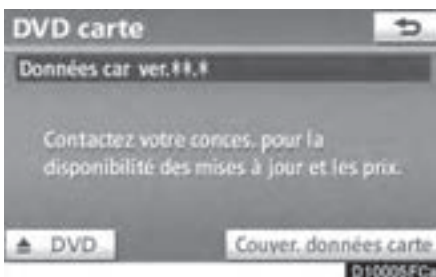 DVD carte
Données car ver.**.*
Contactez votre conces. pour la
disponibilité des mises à jour et les prix.
▲ DVD
Couver. données carte